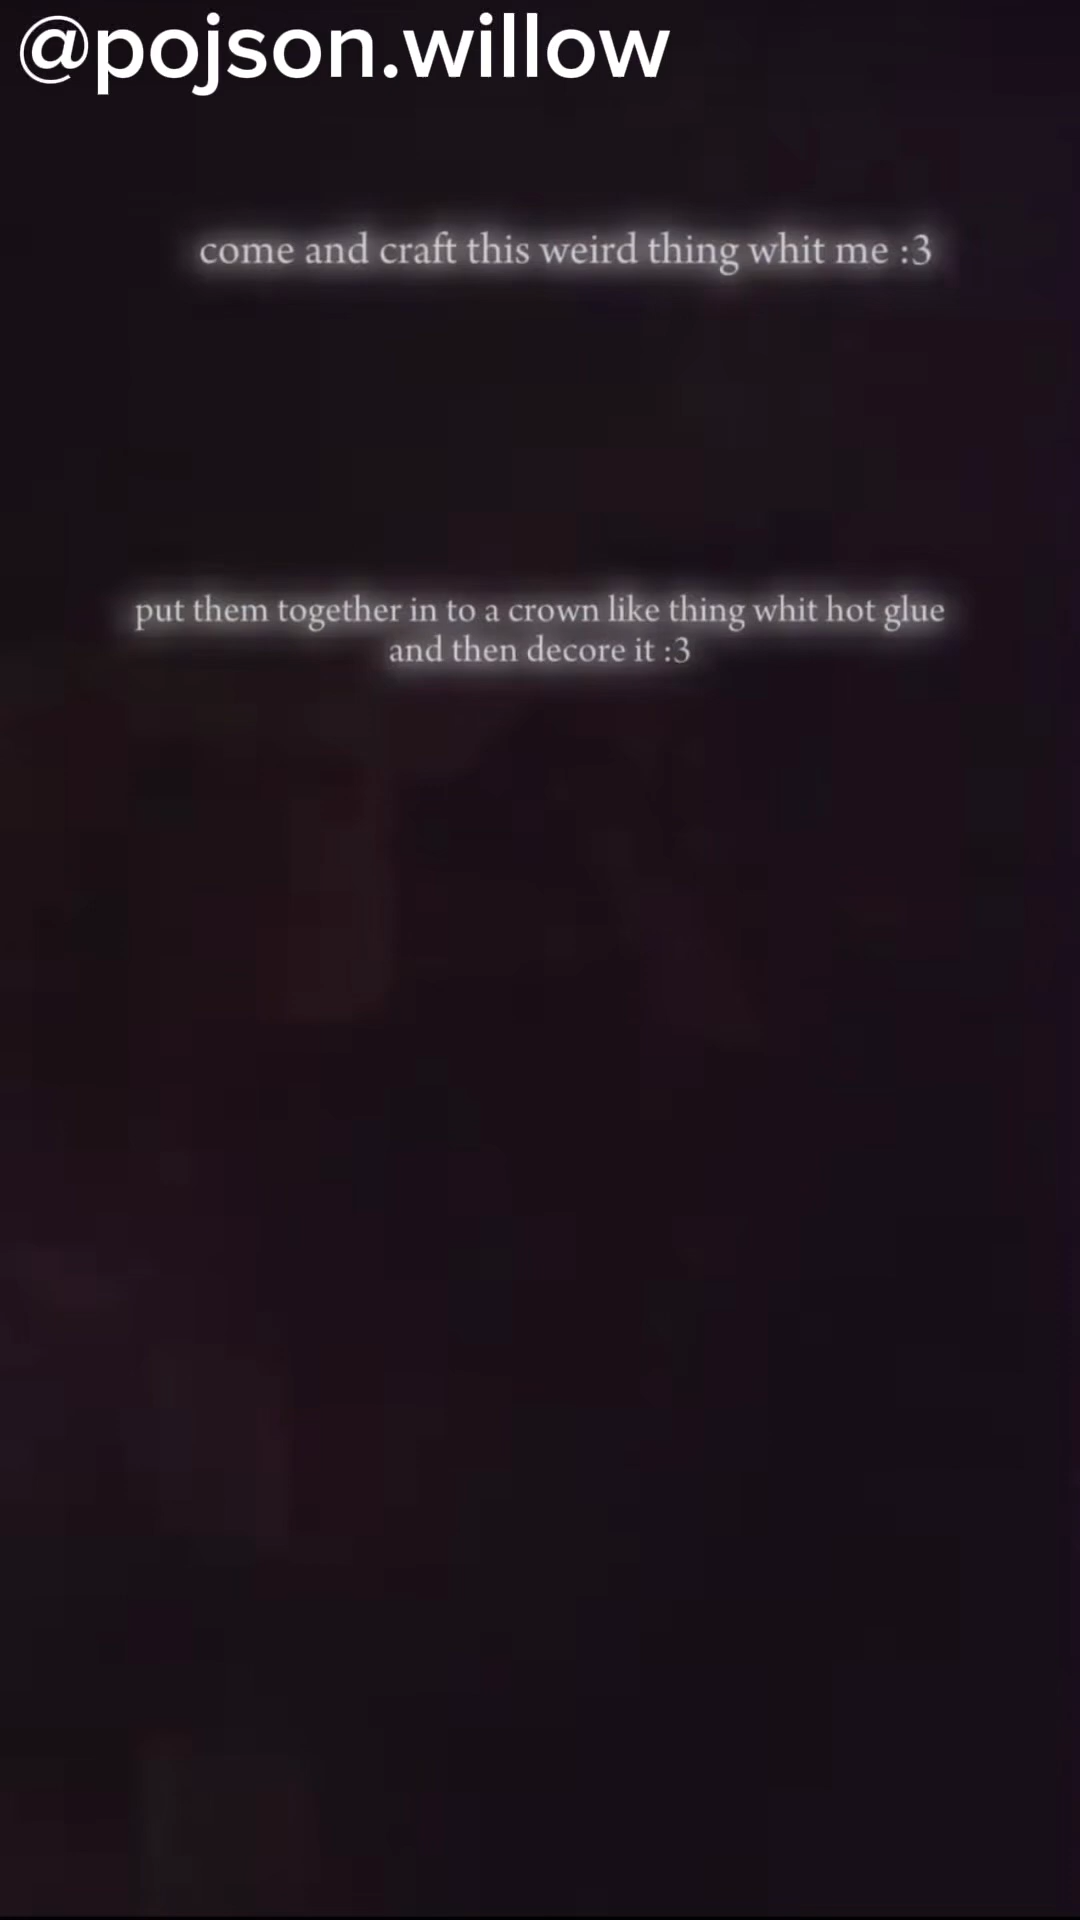 @pojson.willow
come and craft this weird thing whit me :3
put them together in to a crown like thing whit hot glue
and then decore it :3